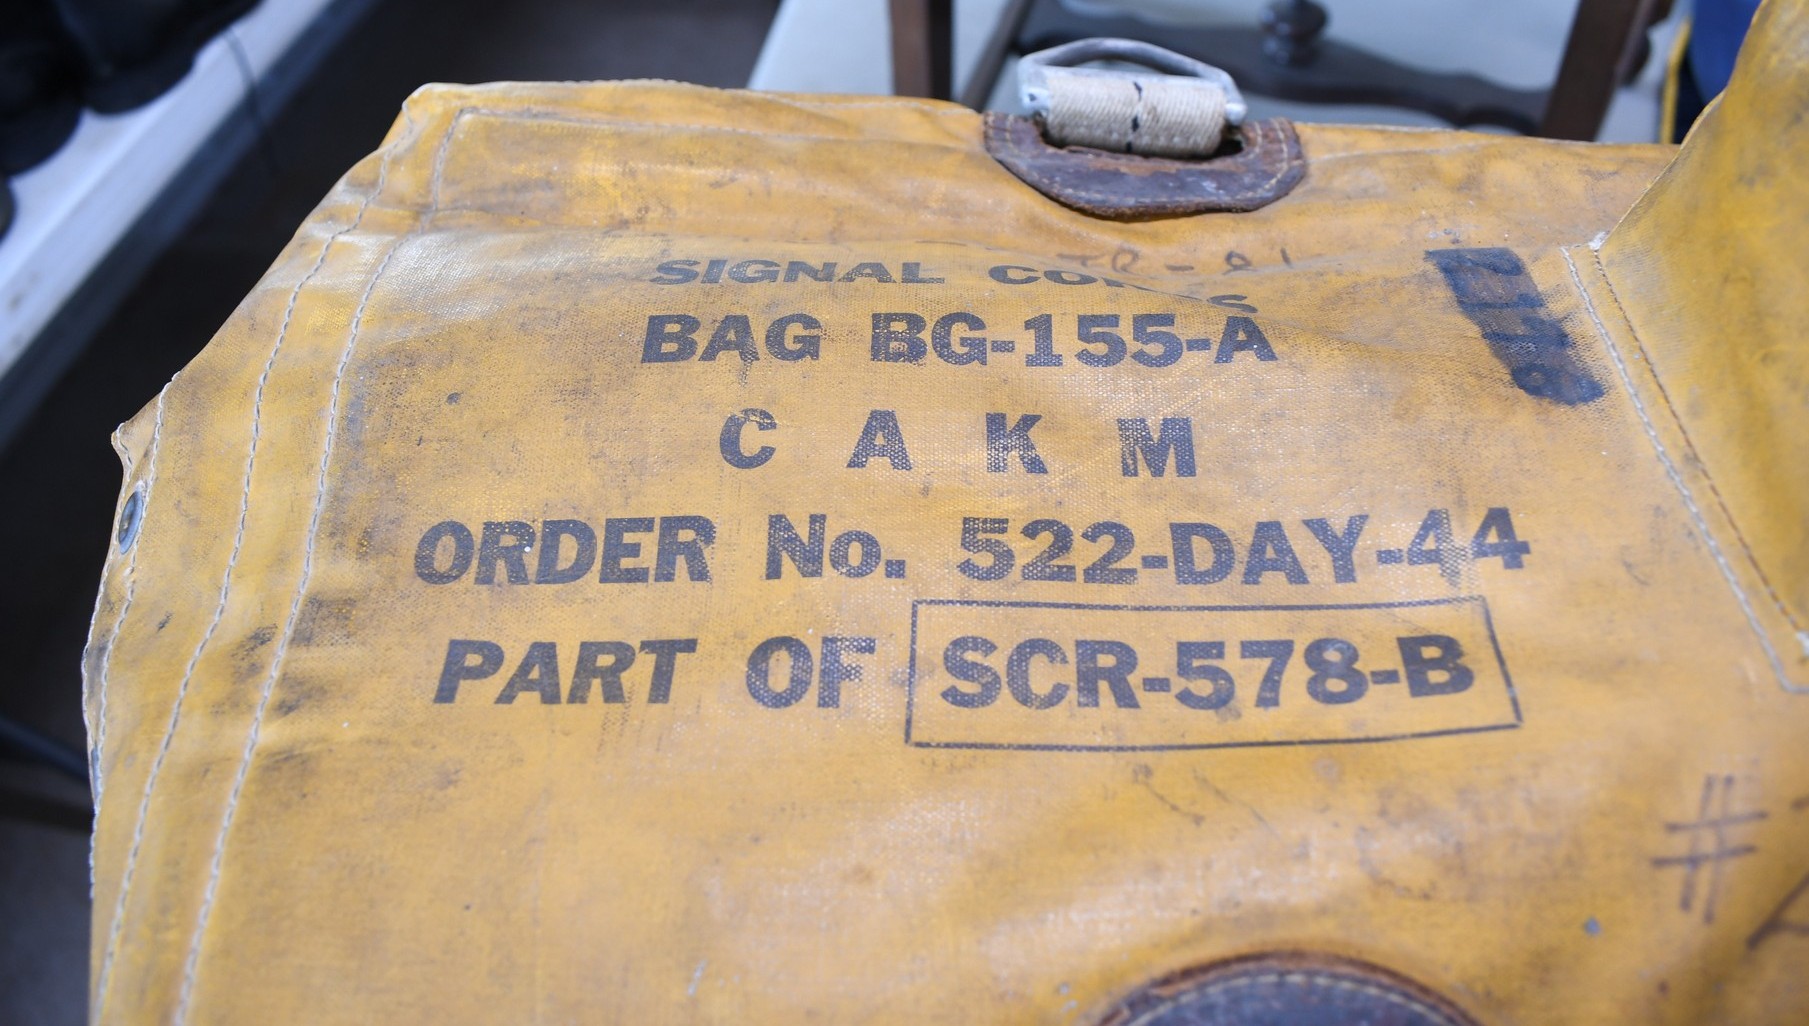 SIGNAL CORPS
BAG BG-155-A
C A K M
ORDER No. 522-DAY-44
PART OF SCR-578-B
#